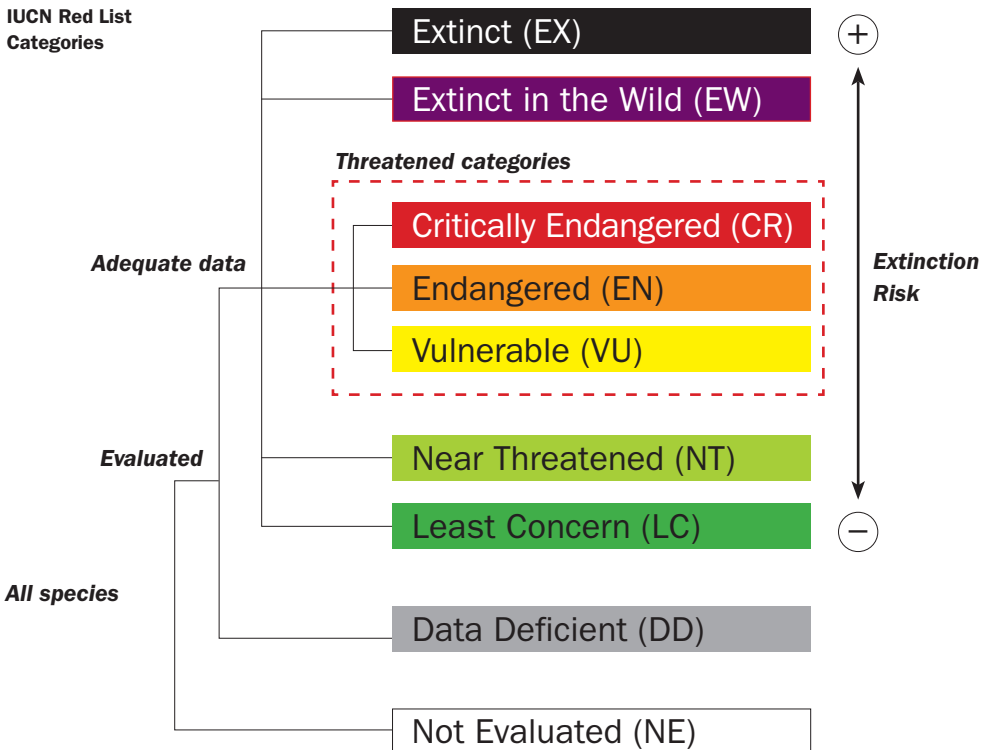 IUCN Red List
Categories
Extinct (EX)
+
Extinct in the Wild (EW)
Threatened categories
Critically Endangered (CR)
Adequate data
Endangered (EN)
Extinction
Risk
Vulnerable (VU)
Evaluated
Near Threatened (NT)
Least Concern (LC)
−
All species
Data Deficient (DD)
Not Evaluated (NE)